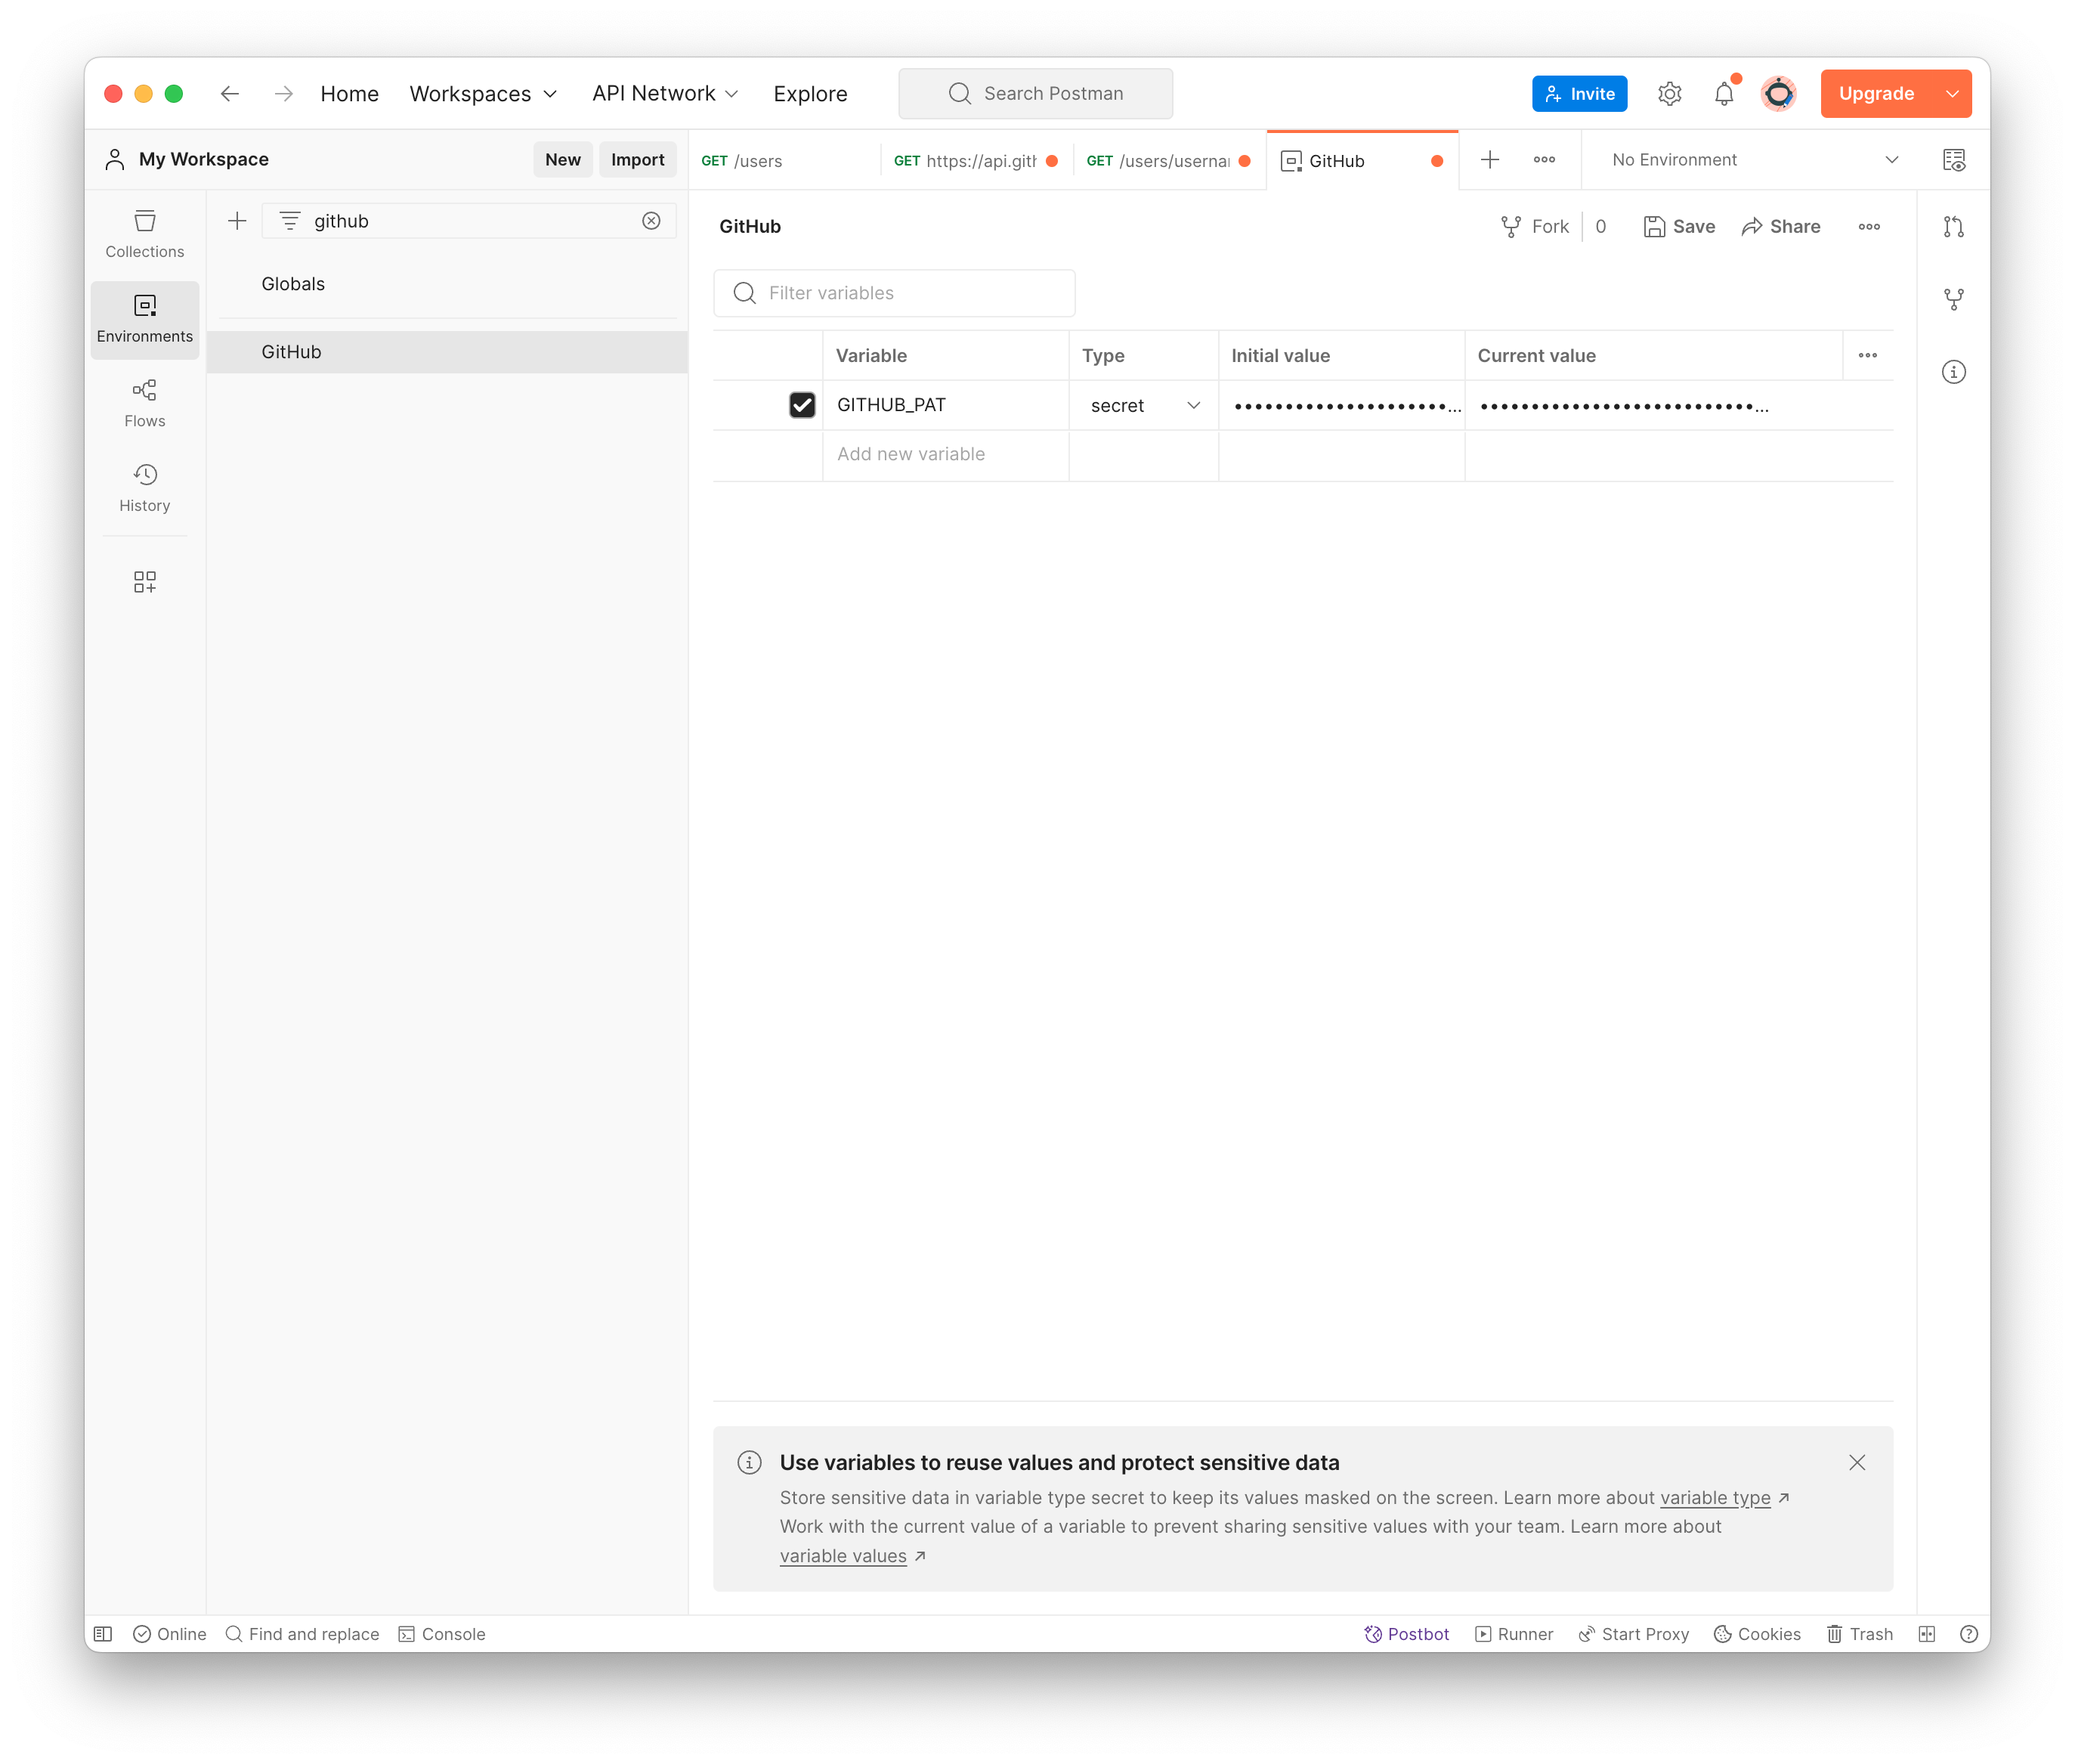 Home
Workspaces
API Network
Explore
Search Postman
Invite
Upgrade
My Workspace
New
Import
GET /users
GET https://api.gith
GET /users/userna
GitHub
No Environment
Collections
Environments
Flows
History
github
Globals
GitHub
GitHub
Fork
0
Save
Share
Filter variables
Variable
Type
Initial value
Current value
GITHUB_PAT
secret
•••••••••••••••••••••...
•••••••••••••••••••••••••••...
Add new variable
Use variables to reuse values and protect sensitive data
Store sensitive data in variable type secret to keep its values masked on the screen. Learn more about variable type ↗
Work with the current value of a variable to prevent sharing sensitive values with your team. Learn more about
variable values ↗
Online
Find and replace
Console
Postbot
Runner
Start Proxy
Cookies
Trash